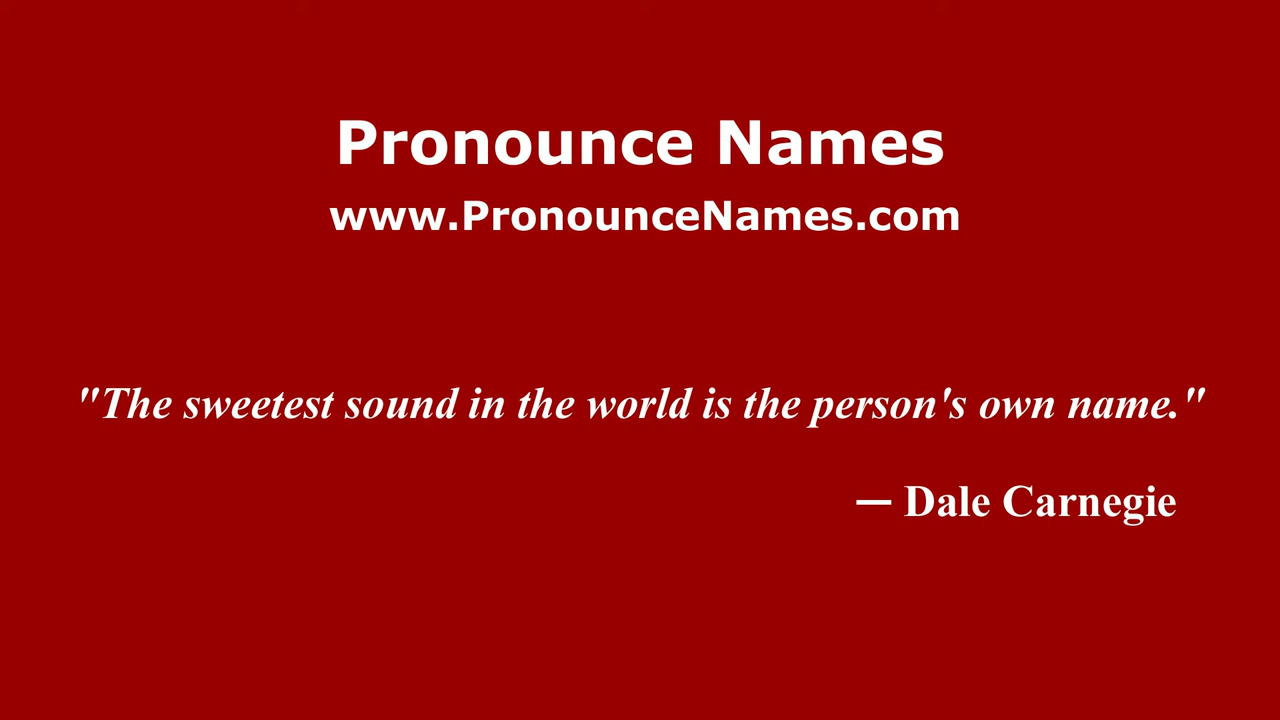 Pronounce Names
www.PronounceNames.com
"The sweetest sound in the world is the person's own name."
— Dale Carnegie